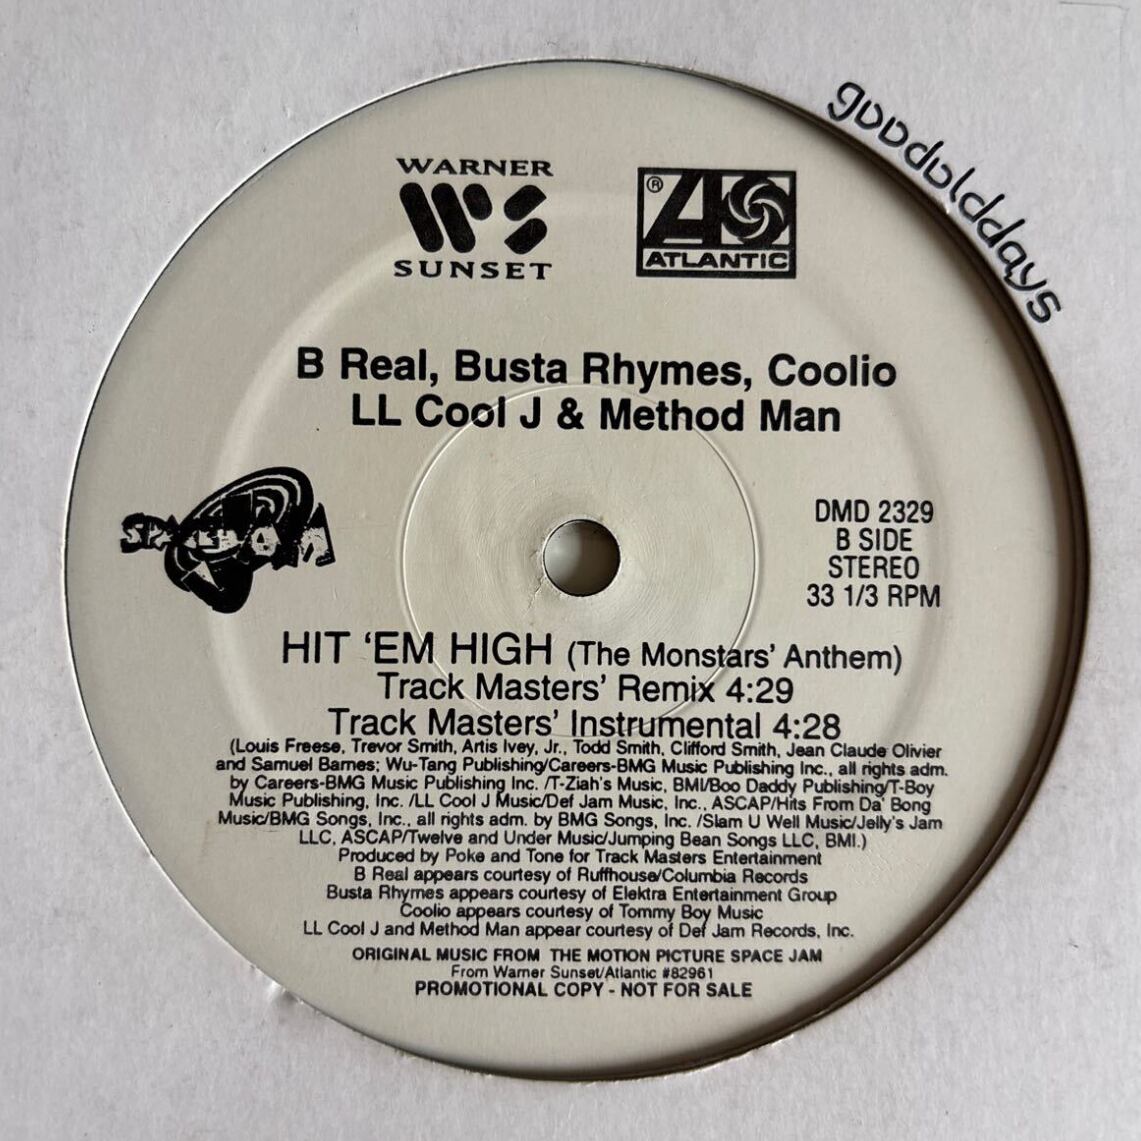 goodolddays
WARNER
WS
SUNSET
®
ATLANTIC
B Real, Busta Rhymes, Coolio
LL Cool J & Method Man
SPACE JAM
DMD 2329
B SIDE
STEREO
33 1/3 RPM
HIT ‘EM HIGH (The Monstars’ Anthem)
Track Masters’ Remix 4:29
Track Masters’ Instrumental 4:28
(Louis Freese, Trevor Smith, Artis Ivey, Jr., Todd Smith, Clifford Smith, Jean Claude Olivier
and Samuel Barnes; Wu-Tang Publishing/Careers-BMG Music Publishing Inc., all rights adm.
by Careers-BMG Music Publishing Inc. /T-Ziah's Music, BMI/Boo Daddy Publishing/T-Boy
Music Publishing, Inc. /LL Cool J Music/Def Jam Music, Inc., ASCAP/Hits From Da' Bong
Music/BMG Songs, Inc., all rights adm. by BMG Songs, Inc. /Slam U Well Music/Jelly's Jam
LLC, ASCAP/Twelve and Under Music/Jumping Bean Songs LLC, BMI.)
Produced by Poke and Tone for Track Masters Entertainment
B Real appears courtesy of Ruffhouse/Columbia Records
Busta Rhymes appears courtesy of Elektra Entertainment Group
Coolio appears courtesy of Tommy Boy Music
LL Cool J and Method Man appear courtesy of Def Jam Records, Inc.
ORIGINAL MUSIC FROM THE MOTION PICTURE SPACE JAM
From Warner Sunset/Atlantic #82961
PROMOTIONAL COPY - NOT FOR SALE